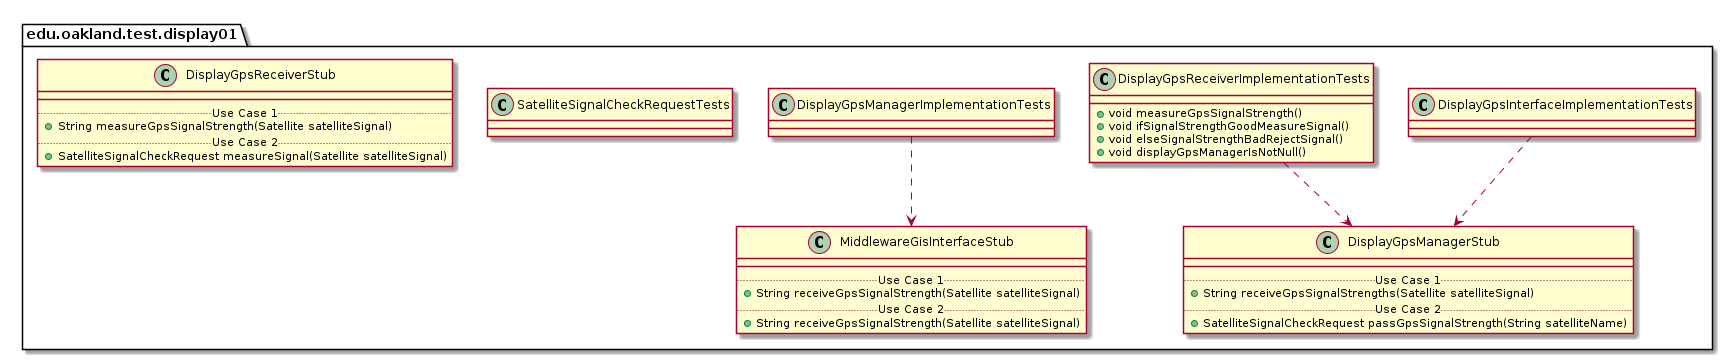 edu.oakland.test.display01
C DisplayGpsReceiverStub
Use Case 1
String measureGpsSignalStrength(Satellite satelliteSignal)
Use Case 2
SatelliteSignalCheckRequest measureSignal(Satellite satelliteSignal)
C SatelliteSignalCheckRequestTests
C DisplayGpsManagerImplementationTests
C DisplayGpsReceiverImplementationTests
void measureGpsSignalStrength()
void ifSignalStrengthGoodMeasureSignal()
void elseSignalStrengthBadRejectSignal()
void displayGpsManagerIsNotNull()
C DisplayGpsInterfaceImplementationTests
C MiddlewareGisInterfaceStub
Use Case 1
String receiveGpsSignalStrength(Satellite satelliteSignal)
Use Case 2
String receiveGpsSignalStrength(Satellite satelliteSignal)
C DisplayGpsManagerStub
Use Case 1
String receiveGpsSignalStrengths(Satellite satelliteSignal)
Use Case 2
SatelliteSignalCheckRequest passGpsSignalStrength(String satelliteName)